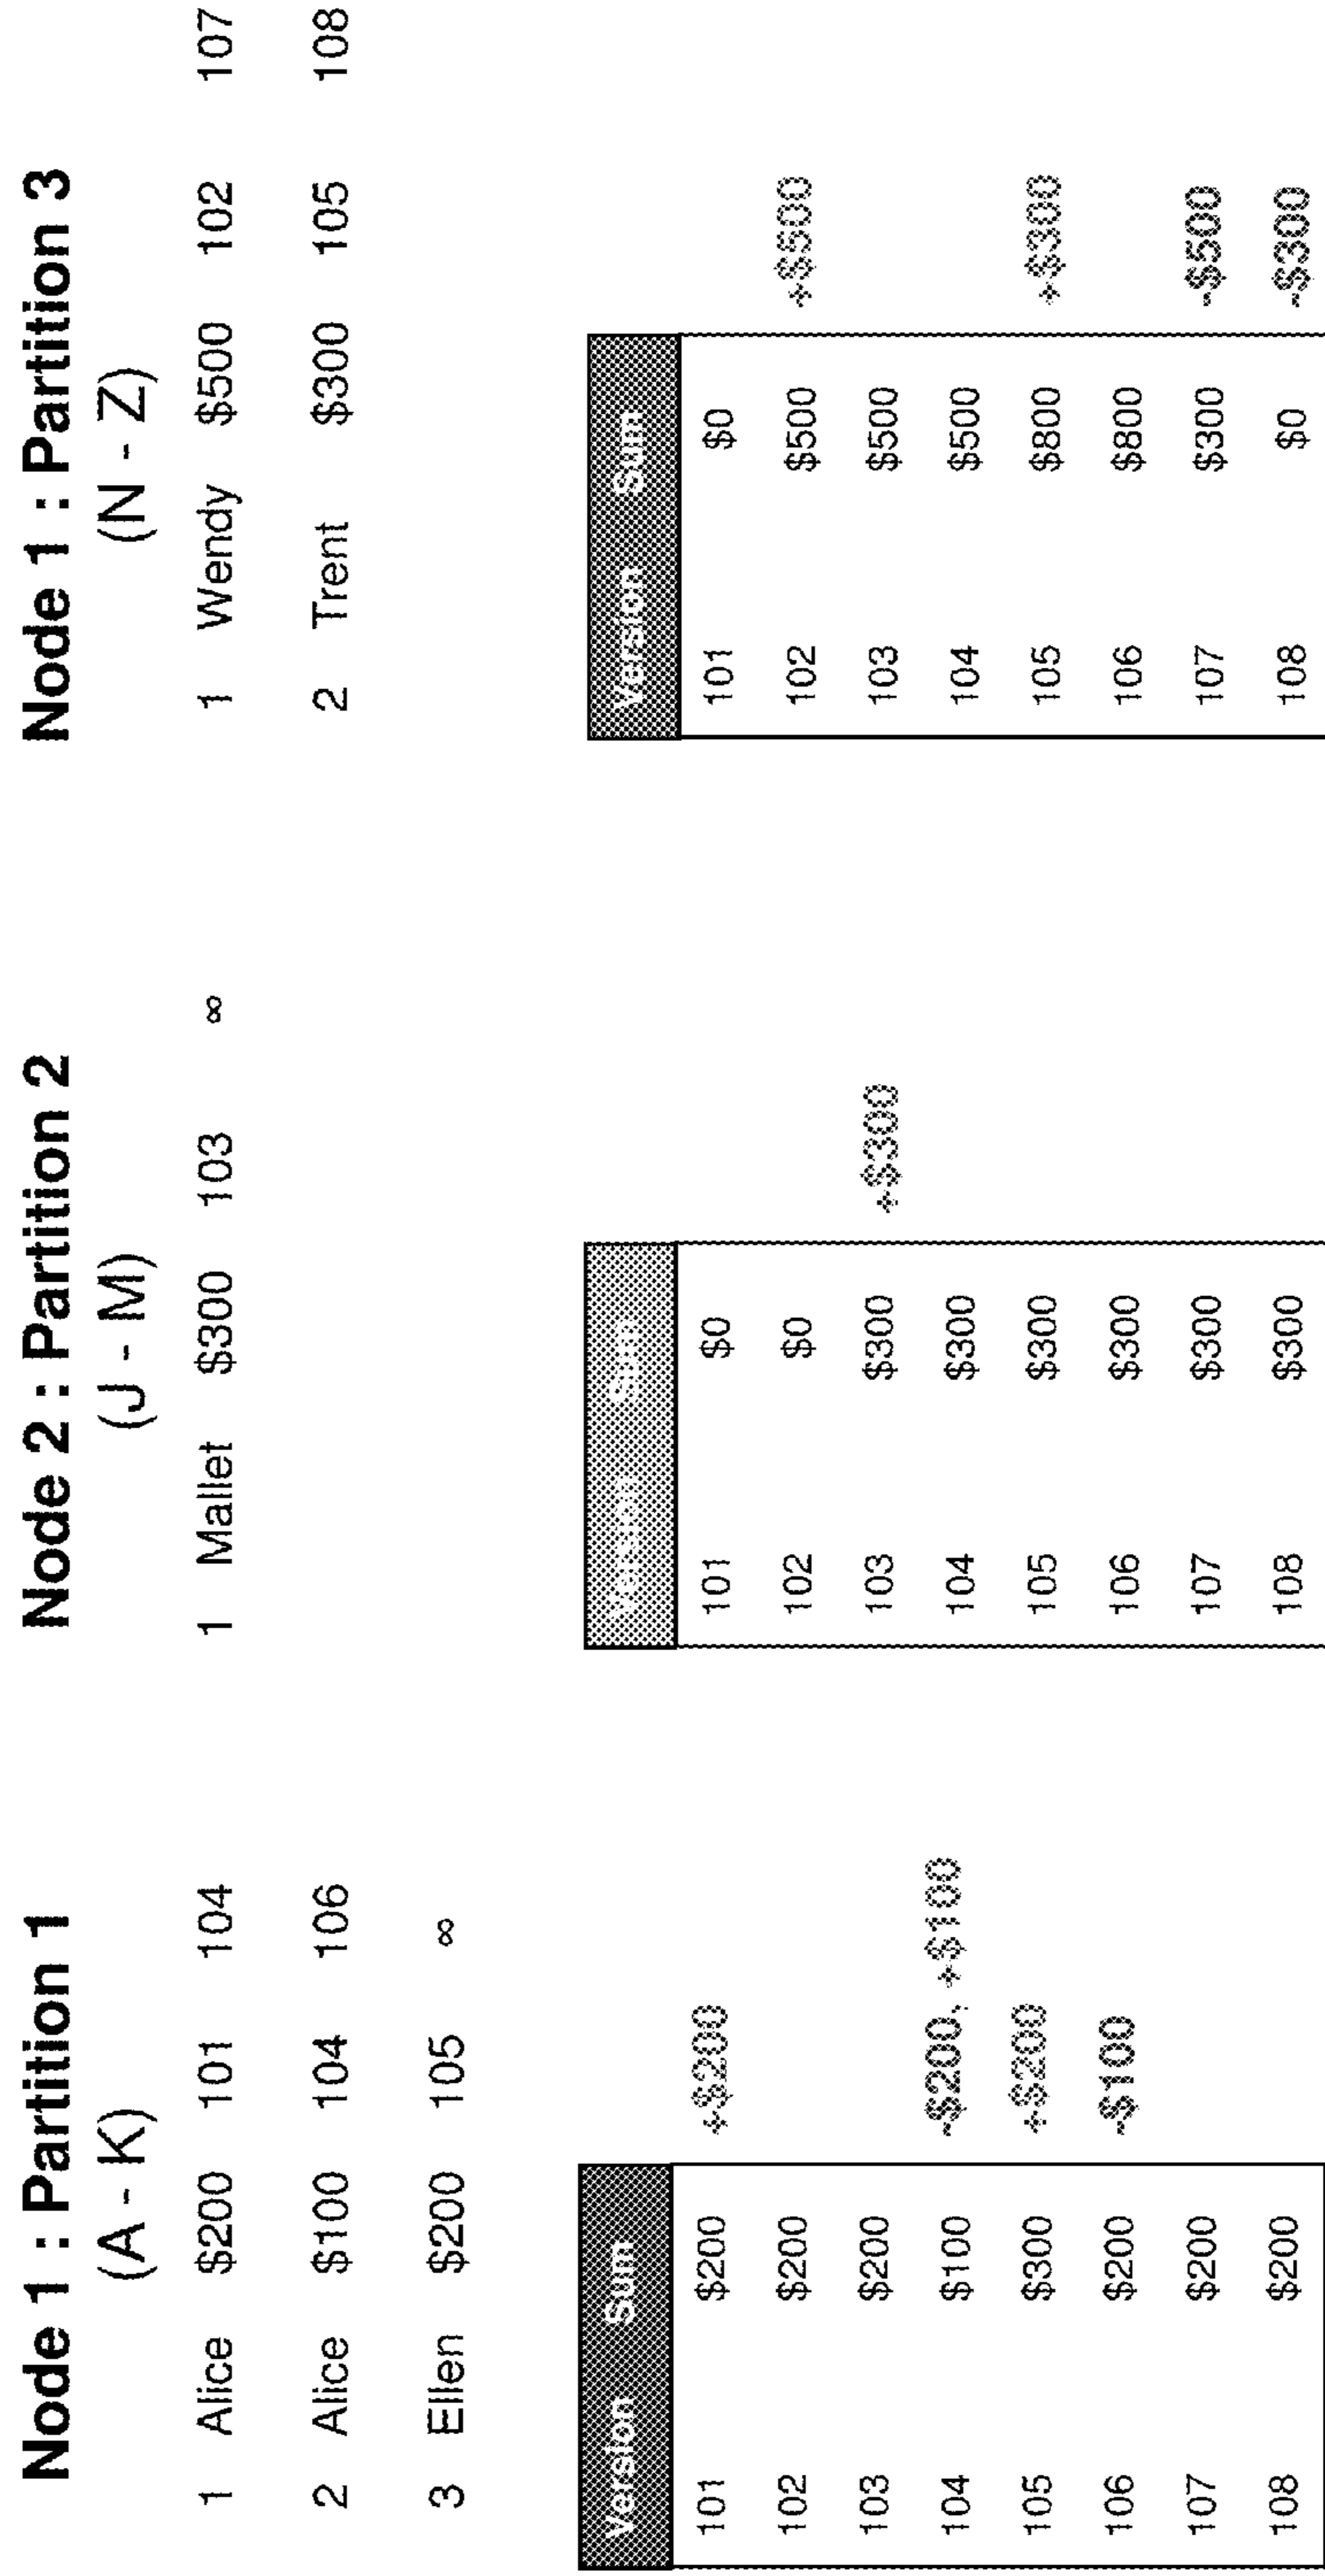 Node 1 : Partition 1
(A - K)
1 Alice $200 101 104
2 Alice $100 104 106
3 Ellen $200 105 ∞
Version Sum
101 $200 +$200
102 $200
103 $200
104 $100 -$200, +$100
105 $300 +$200
106 $200 -$100
107 $200
108 $200
Node 2 : Partition 2
(J - M)
1 Mallet $300 103 ∞
Version Sum
101 $0
102 $0
103 $300 +$300
104 $300
105 $300
106 $300
107 $300
108 $300
Node 1 : Partition 3
(N - Z)
1 Wendy $500 102 107
2 Trent $300 105 108
Version Sum
101 $0
102 $500 +$500
103 $500
104 $500
105 $800 +$300
106 $800
107 $300 -$500
108 $0 -$300